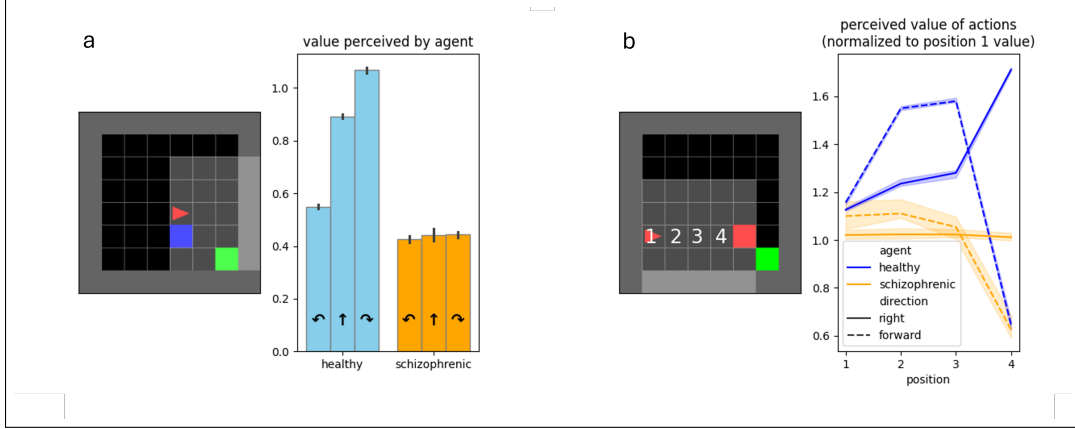 a
value perceived by agent
1.0
0.8
0.6
0.4
0.2
0.0
↶ ↑ ↷ ↶ ↑ ↷
healthy schizophrenic
b
perceived value of actions
(normalized to position 1 value)
1 2 3 4
1.6
1.4
1.2
1.0
0.8
0.6
agent
healthy
schizophrenic
direction
right
forward
1 2 3 4
position